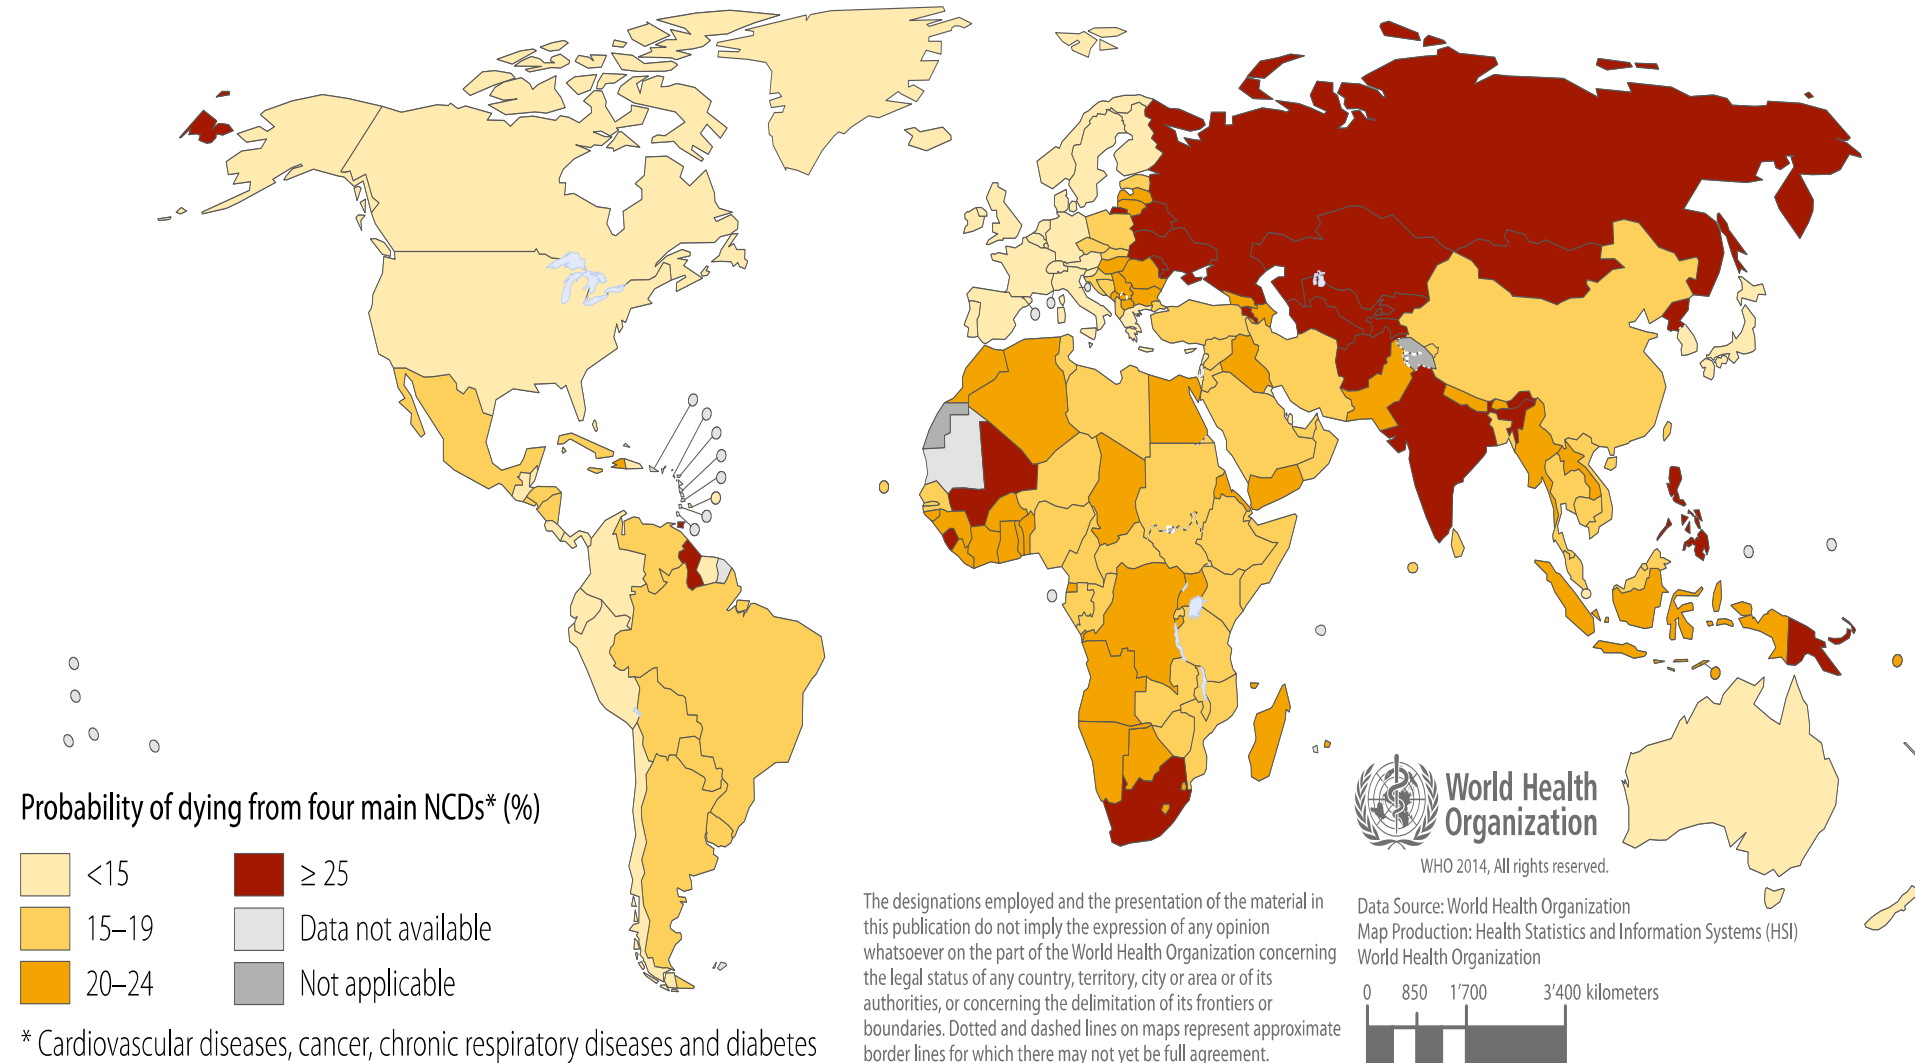 Probability of dying from four main NCDs* (%)
<15
15–19
20–24
≥ 25
Data not available
Not applicable
* Cardiovascular diseases, cancer, chronic respiratory diseases and diabetes
The designations employed and the presentation of the material in
this publication do not imply the expression of any opinion
whatsoever on the part of the World Health Organization concerning
the legal status of any country, territory, city or area or of its
authorities, or concerning the delimitation of its frontiers or
boundaries. Dotted and dashed lines on maps represent approximate
border lines for which there may not yet be full agreement.
World Health
Organization
WHO 2014, All rights reserved.
Data Source: World Health Organization
Map Production: Health Statistics and Information Systems (HSI)
World Health Organization
0 850 1'700 3'400 kilometers